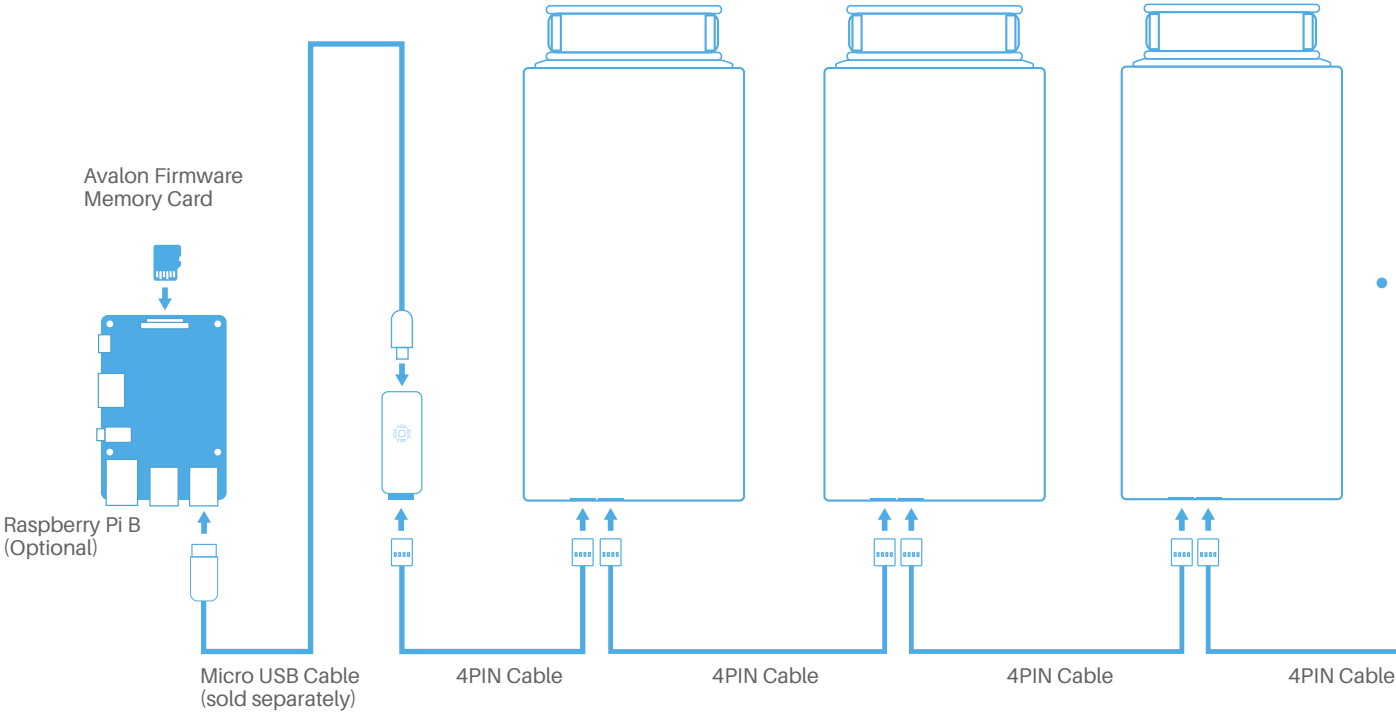 Avalon Firmware
Memory Card
Raspberry Pi B
(Optional)
Micro USB Cable
(sold separately)
4PIN Cable
4PIN Cable
4PIN Cable
4PIN Cable